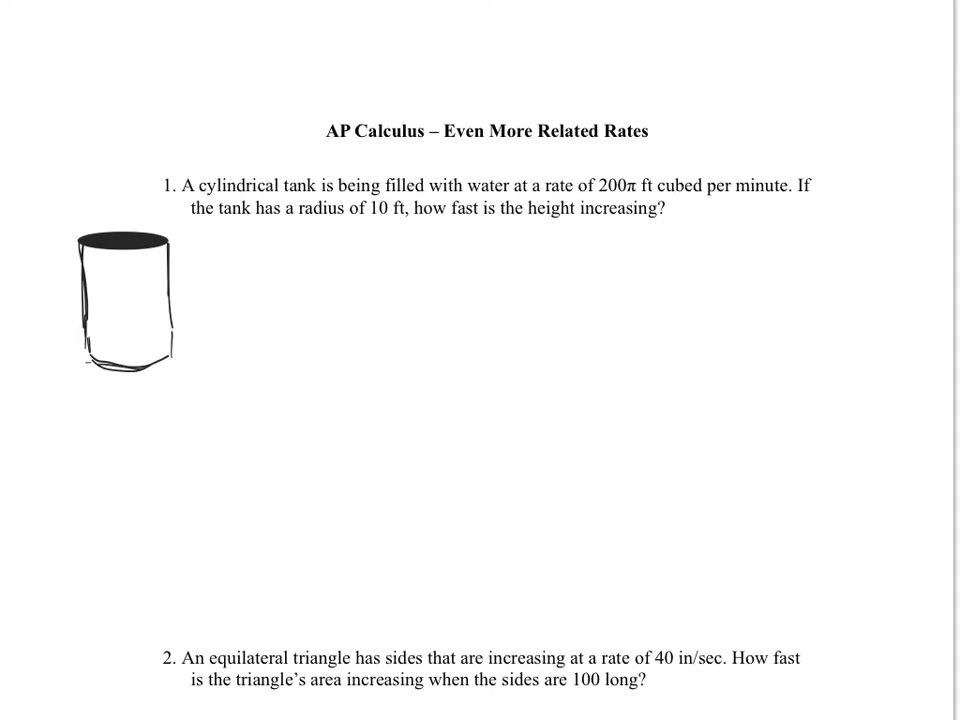 AP Calculus – Even More Related Rates
1. A cylindrical tank is being filled with water at a rate of 200π ft cubed per minute. If
the tank has a radius of 10 ft, how fast is the height increasing?
2. An equilateral triangle has sides that are increasing at a rate of 40 in/sec. How fast
is the triangle’s area increasing when the sides are 100 long?